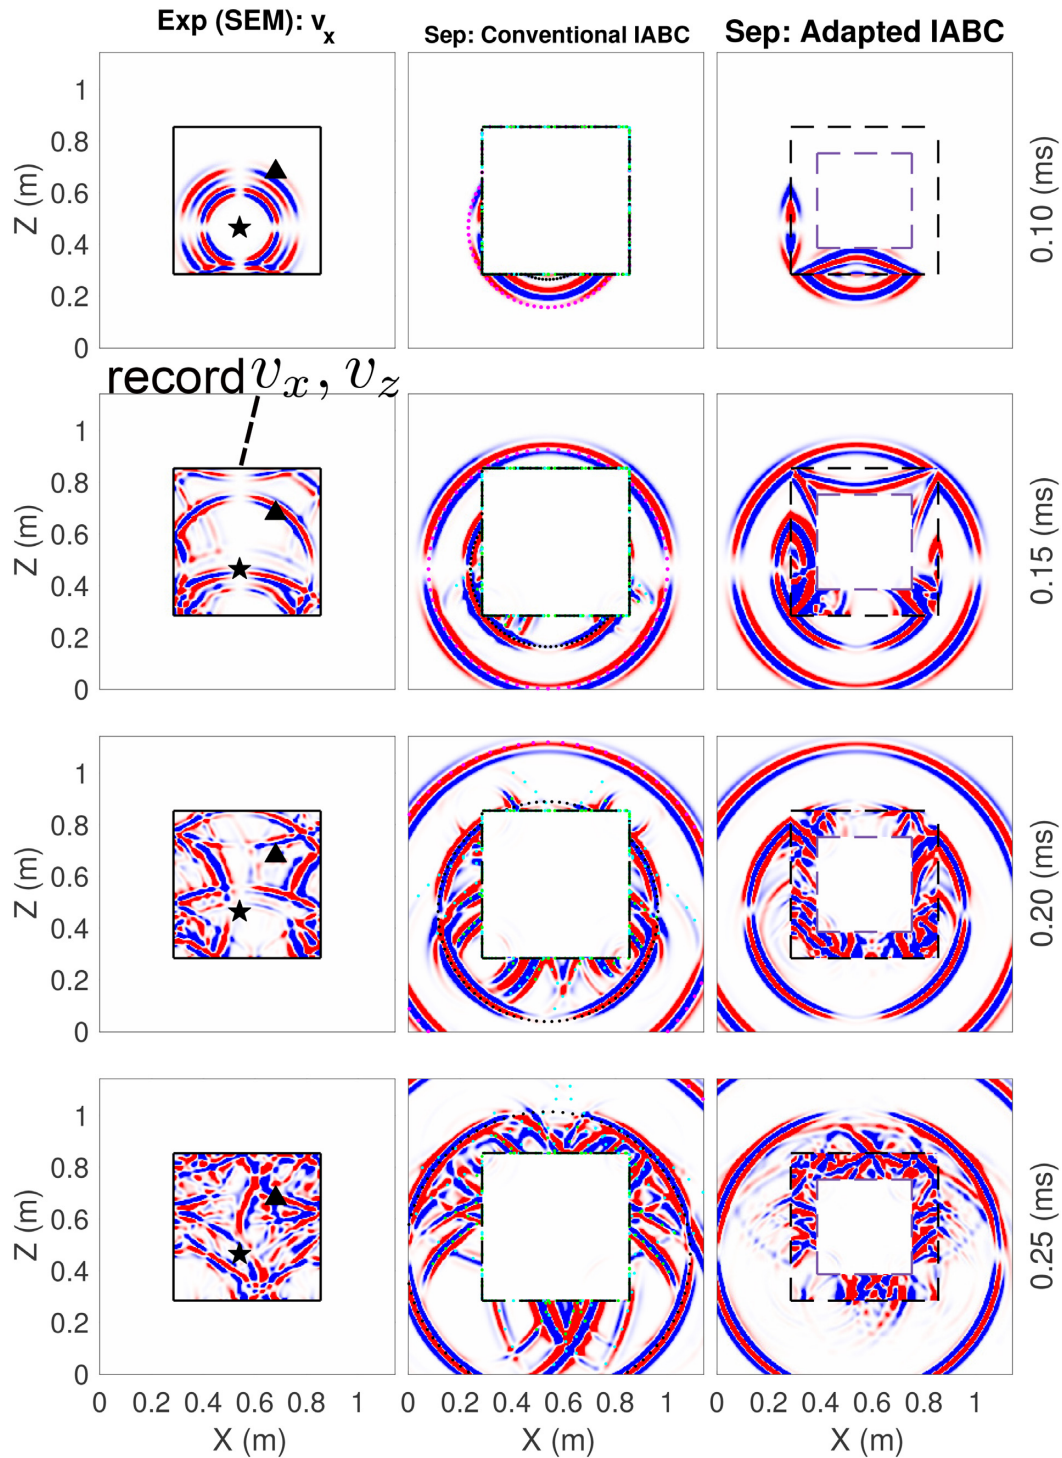 Exp (SEM): v_x
Sep: Conventional IABC
Sep: Adapted IABC
1
0.8
0.6
0.4
0.2
0
Z (m)
0.10 (ms)
record v_x, v_z
1
0.8
0.6
0.4
0.2
0
Z (m)
0.15 (ms)
1
0.8
0.6
0.4
0.2
0
Z (m)
0.20 (ms)
1
0.8
0.6
0.4
0.2
0
Z (m)
0.25 (ms)
0 0.2 0.4 0.6 0.8 1
0 0.2 0.4 0.6 0.8 1
0 0.2 0.4 0.6 0.8 1
X (m)
X (m)
X (m)